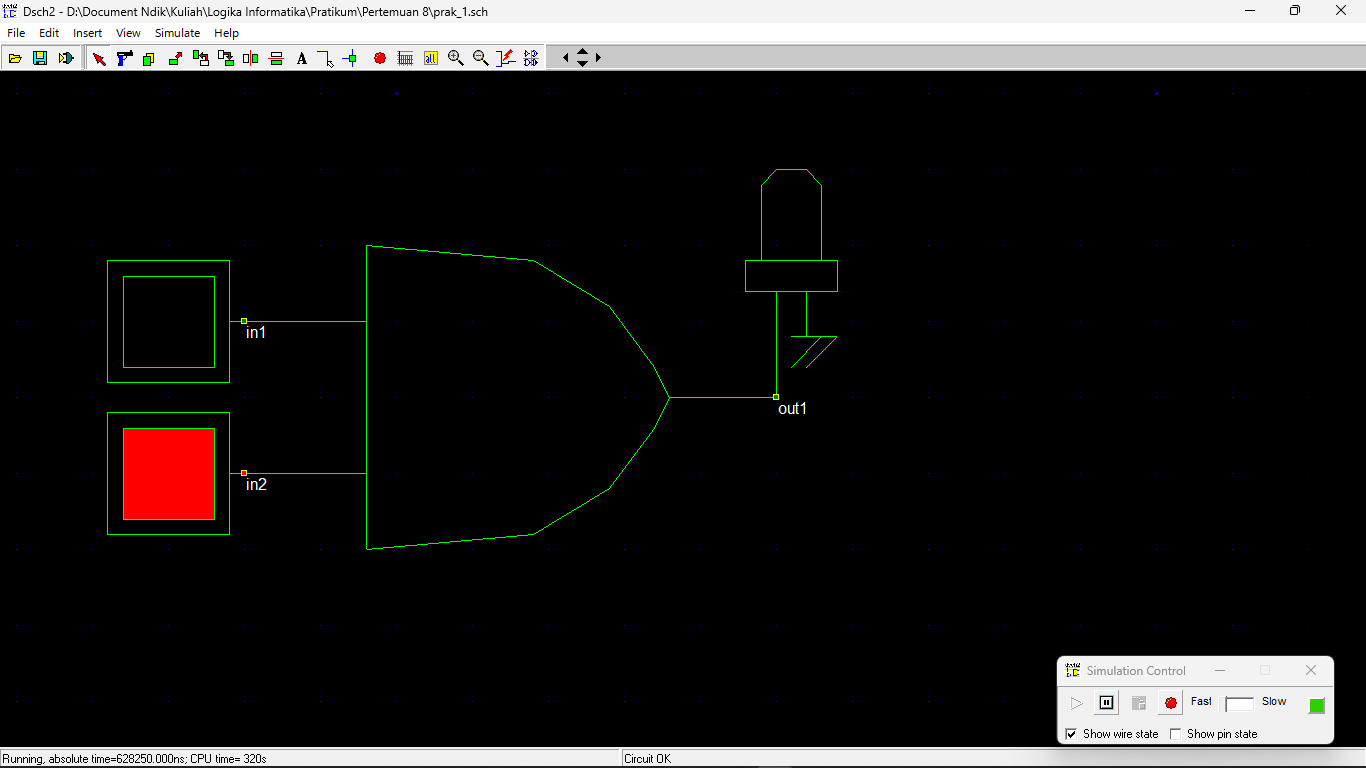 Dsch2 - D:\Document Ndik\Kuliah\Logika Informatika\Pratikum\Pertemuan 8\prak_1.sch
File Edit Insert View Simulate Help
A
in1
out1
in2
Simulation Control
Fast Slow
Show wire state Show pin state
Running, absolute time=628250.000ns; CPU time= 320s
Circuit OK